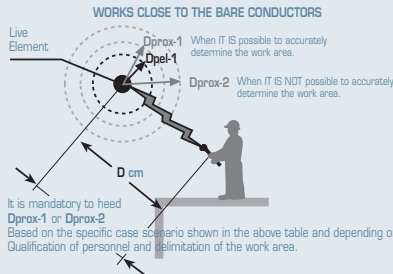 WORKS CLOSE TO THE BARE CONDUCTORS
Live
Element
Dprox-1 When IT IS possible to accurately
determine the work area.
Dpel-1
Dprox-2 When IT IS NOT possible to accurately
determine the work area.
D cm
It is mandatory to heed
Dprox-1 or Dprox-2
Based on the specific case scenario shown in the above table and depending o
Qualification of personnel and delimitation of the work area.